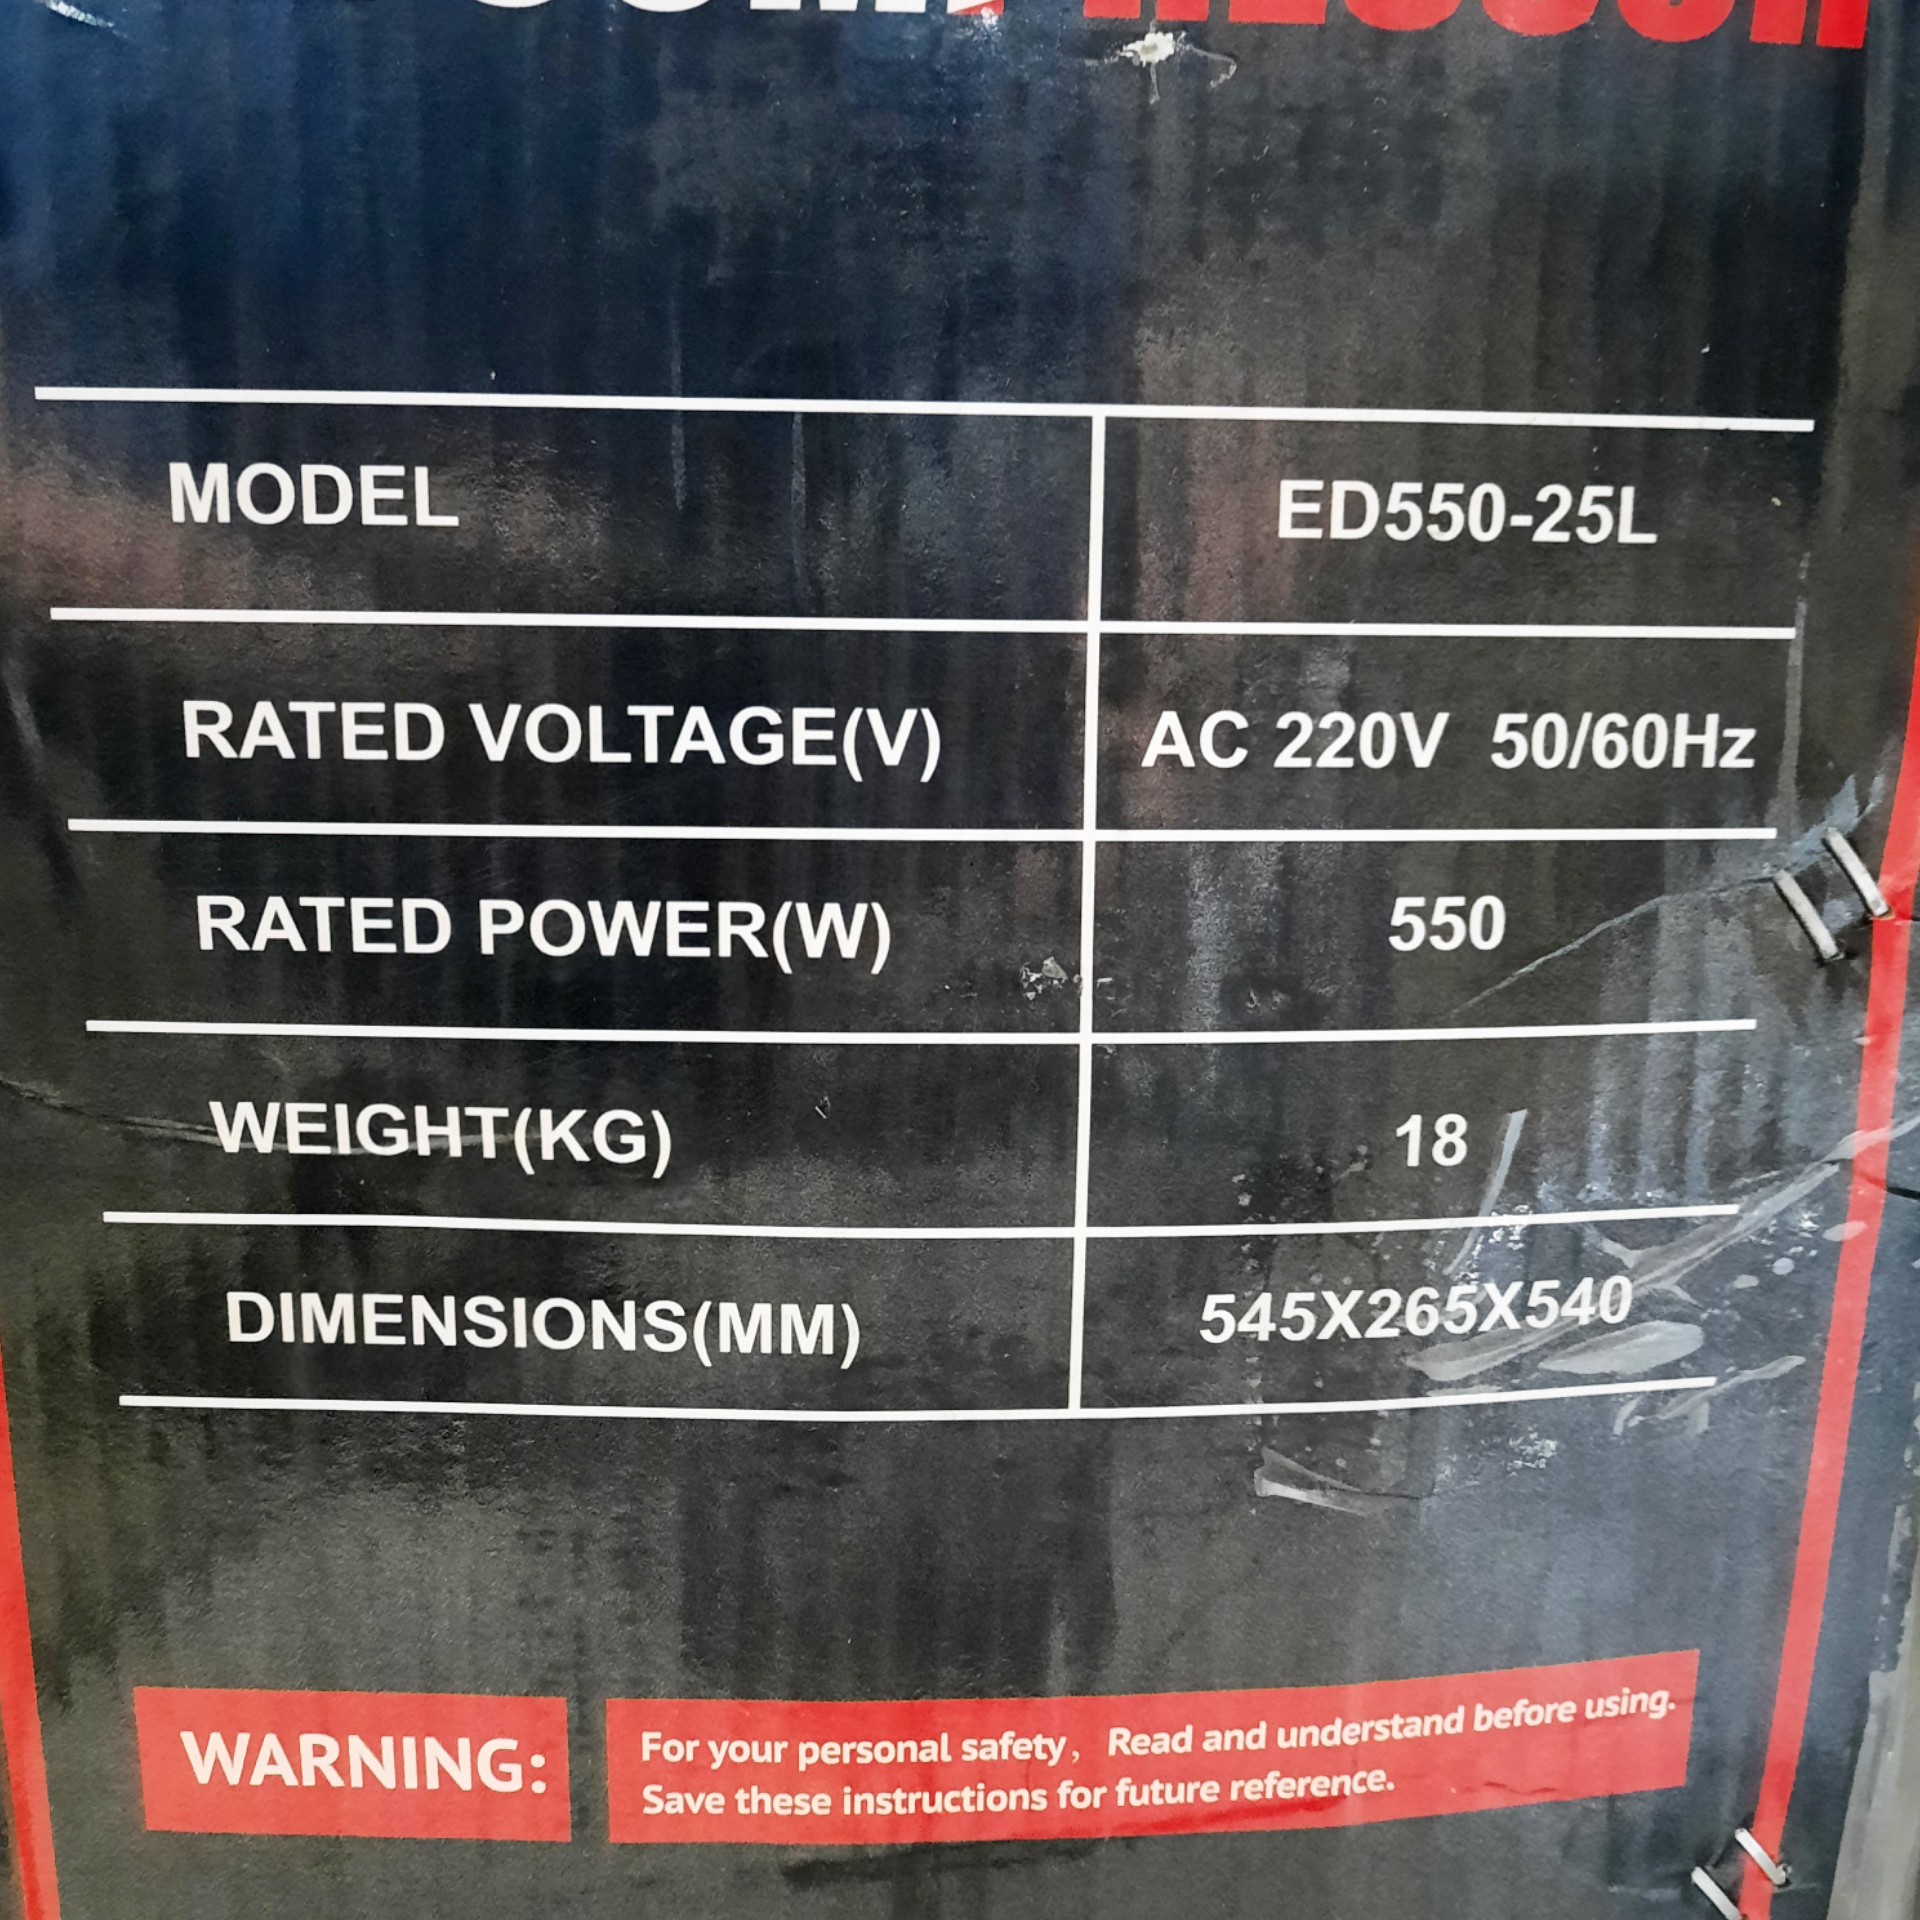 COMPRESSOR
MODEL ED550-25L
RATED VOLTAGE(V) AC 220V 50/60Hz
RATED POWER(W) 550
WEIGHT(KG) 18
DIMENSIONS(MM) 545X265X540
WARNING: For your personal safety，Read and understand before using.
Save these instructions for future reference.